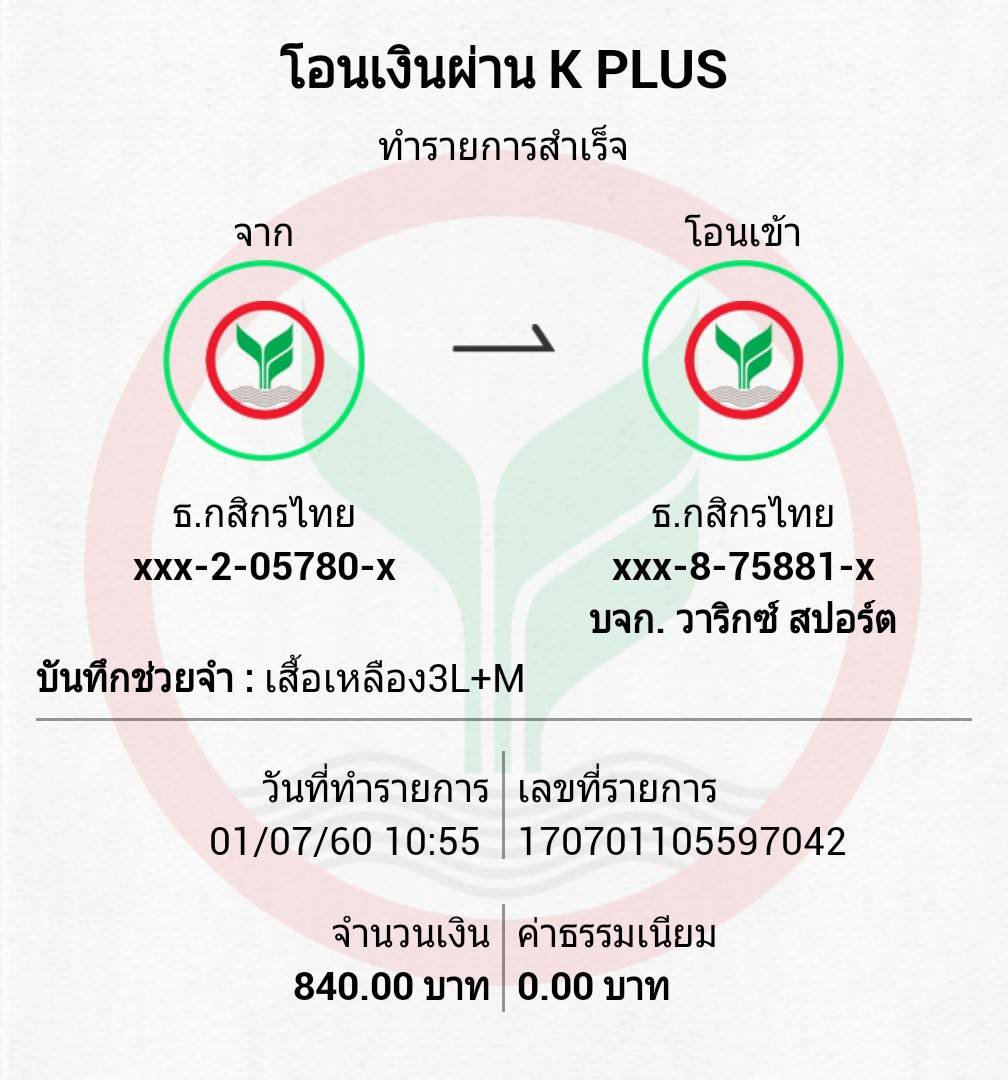 โอนเงินผ่าน K PLUS
ทำรายการสำเร็จ
จาก
โอนเข้า
ธ.กสิกรไทย
xxx-2-05780-x
ธ.กสิกรไทย
xxx-8-75881-x
บจก. วาริกซ์ สปอร์ต
บันทึกช่วยจำ : เสื้อเหลือง3L+M
วันที่ทำรายการ
01/07/60 10:55
เลขที่รายการ
170701105597042
จำนวนเงิน
840.00 บาท
ค่าธรรมเนียม
0.00 บาท